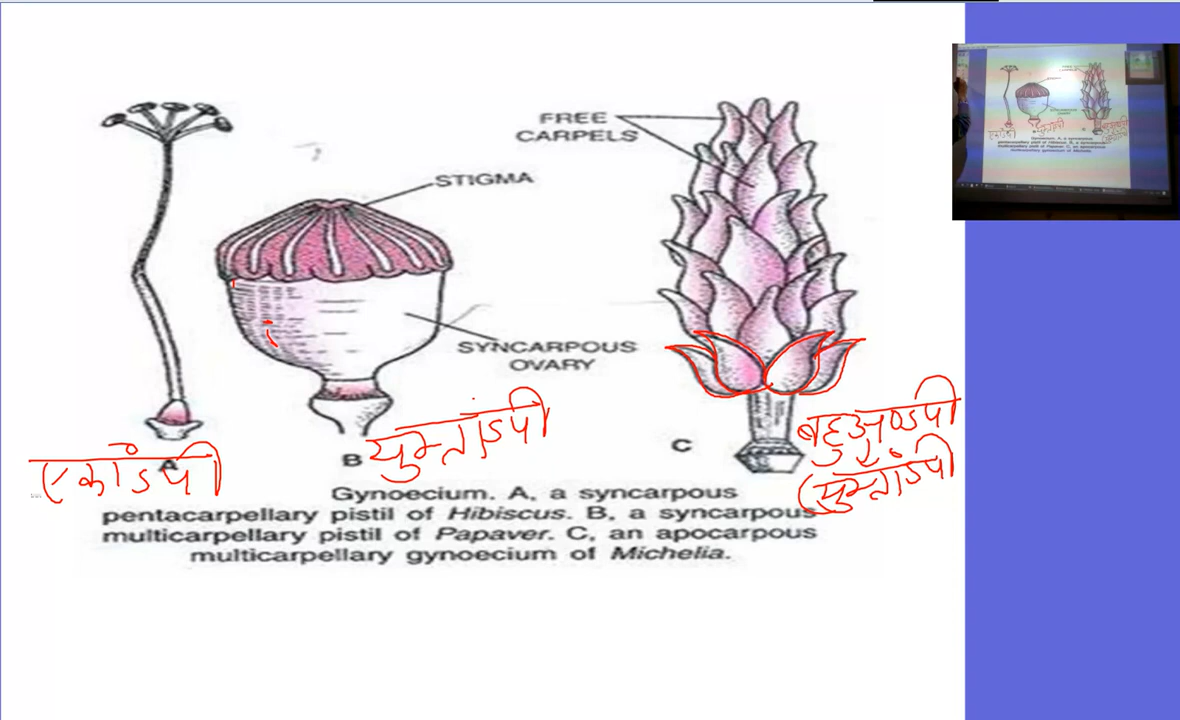 FREE
CARPELS
STIGMA
SYNCARPOUS
OVARY
एकांडपी
A
B
युक्तांडपी
C
बहुअण्डपी
(युक्तांडपी
Gynoecium. A, a syncarpous
pentacarpellary pistil of Hibiscus. B, a syncarpous
multicarpellary pistil of Papaver. C, an apocarpous
multicarpellary gynoecium of Michelia.